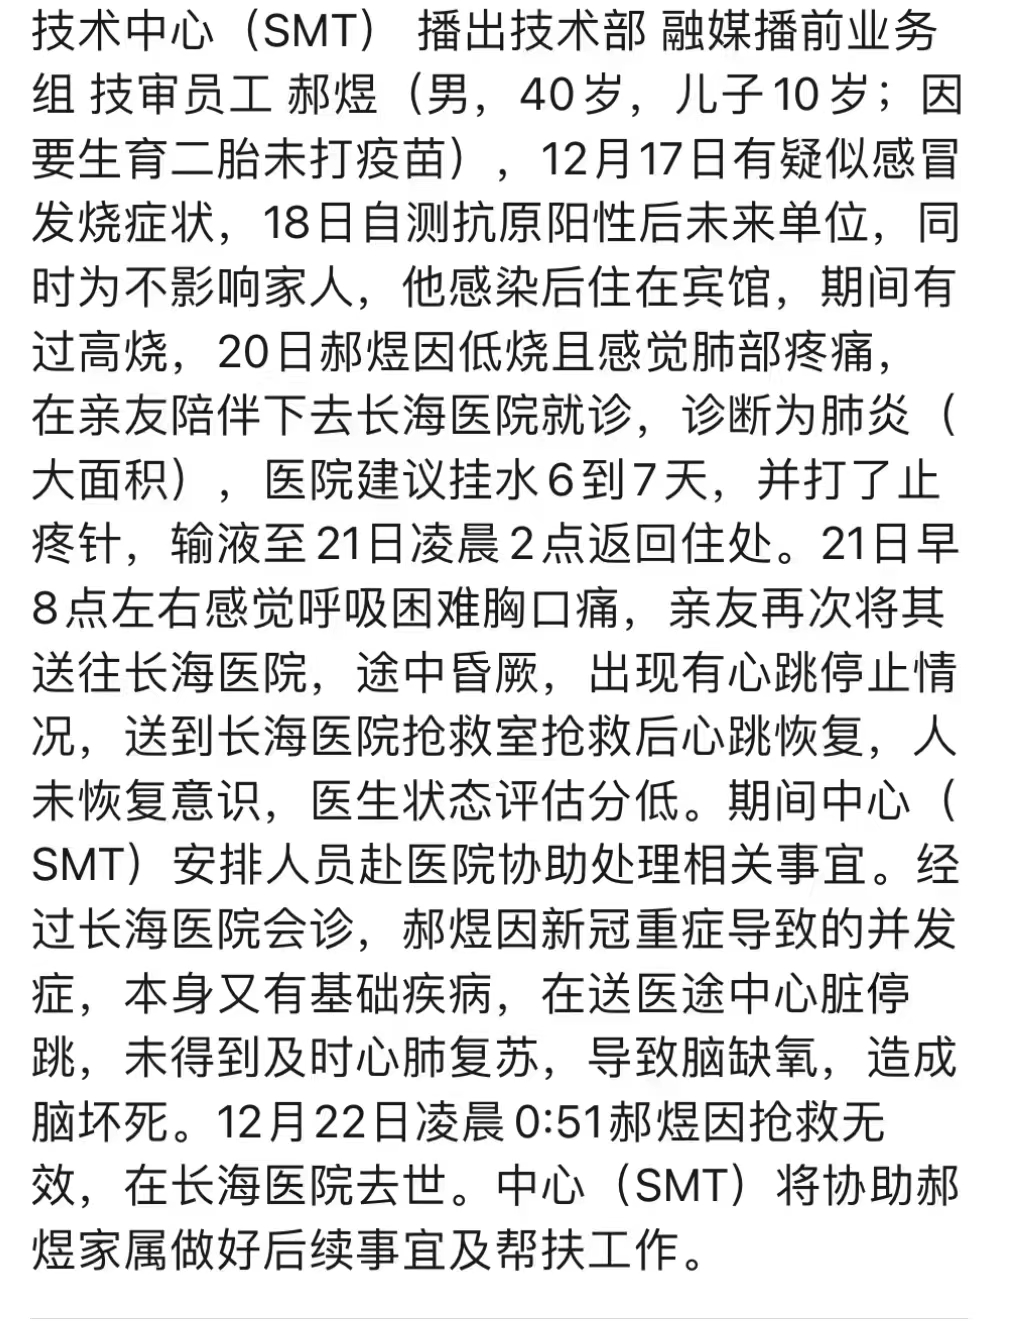 技术中心（SMT） 播出技术部 融媒播前业务
组 技审员工 郝煜（男，40岁，儿子10岁；因
要生育二胎未打疫苗），12月17日有疑似感冒
发烧症状，18日自测抗原阳性后未来单位，同
时为不影响家人，他感染后住在宾馆，期间有
过高烧，20日郝煜因低烧且感觉肺部疼痛，
在亲友陪伴下去长海医院就诊，诊断为肺炎（
大面积），医院建议挂水6到7天，并打了止
疼针，输液至21日凌晨2点返回住处。21日早
8点左右感觉呼吸困难胸口痛，亲友再次将其
送往长海医院，途中昏厥，出现有心跳停止情
况，送到长海医院抢救室抢救后心跳恢复，人
未恢复意识，医生状态评估分低。期间中心（
SMT）安排人员赴医院协助处理相关事宜。经
过长海医院会诊，郝煜因新冠重症导致的并发
症，本身又有基础疾病，在送医途中心脏停
跳，未得到及时心肺复苏，导致脑缺氧，造成
脑坏死。12月22日凌晨0:51郝煜因抢救无
效，在长海医院去世。中心（SMT）将协助郝
煜家属做好后续事宜及帮扶工作。